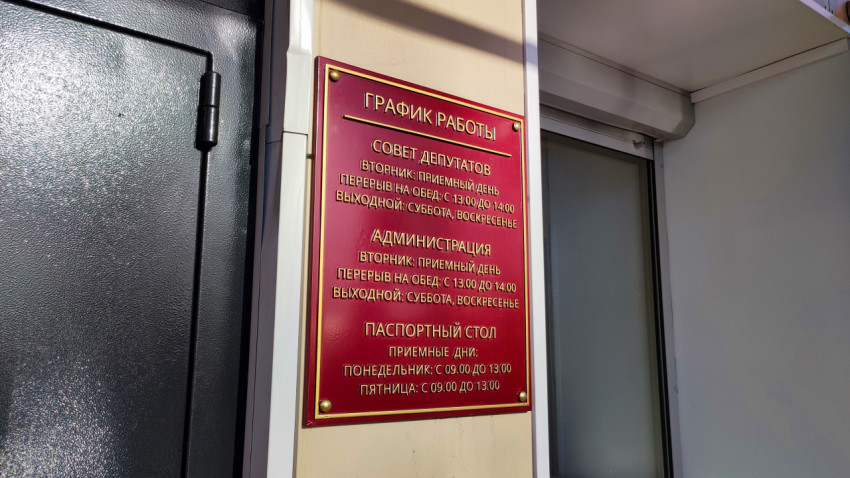 ГРАФИК РАБОТЫ
СОВЕТ ДЕПУТАТОВ
ВТОРНИК: ПРИЕМНЫЙ ДЕНЬ
ПЕРЕРЫВ НА ОБЕД: С 13:00 ДО 14:00
ВЫХОДНОЙ: СУББОТА, ВОСКРЕСЕНЬЕ
АДМИНИСТРАЦИЯ
ВТОРНИК: ПРИЕМНЫЙ ДЕНЬ
ПЕРЕРЫВ НА ОБЕД: С 13:00 ДО 14:00
ВЫХОДНОЙ: СУББОТА, ВОСКРЕСЕНЬЕ
ПАСПОРТНЫЙ СТОЛ
ПРИЕМНЫЕ ДНИ:
ПОНЕДЕЛЬНИК: С 09.00 ДО 13:00
ПЯТНИЦА: С 09.00 ДО 13:00